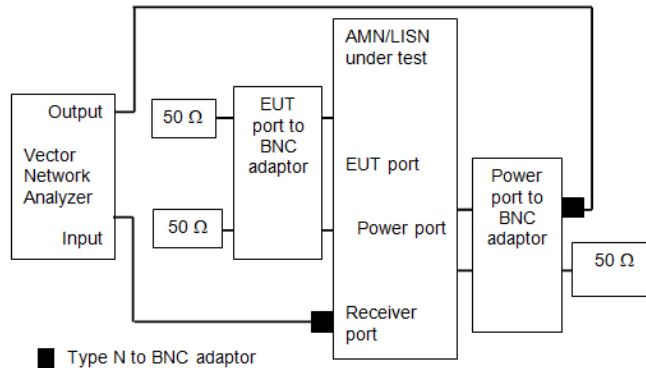 AMN/LISN
under test
Output
Vector
Network
Analyzer
Input
50 Ω
50 Ω
EUT
port to
BNC
adaptor
EUT port
Power port
Receiver
port
Power
port to
BNC
adaptor
50 Ω
Type N to BNC adaptor